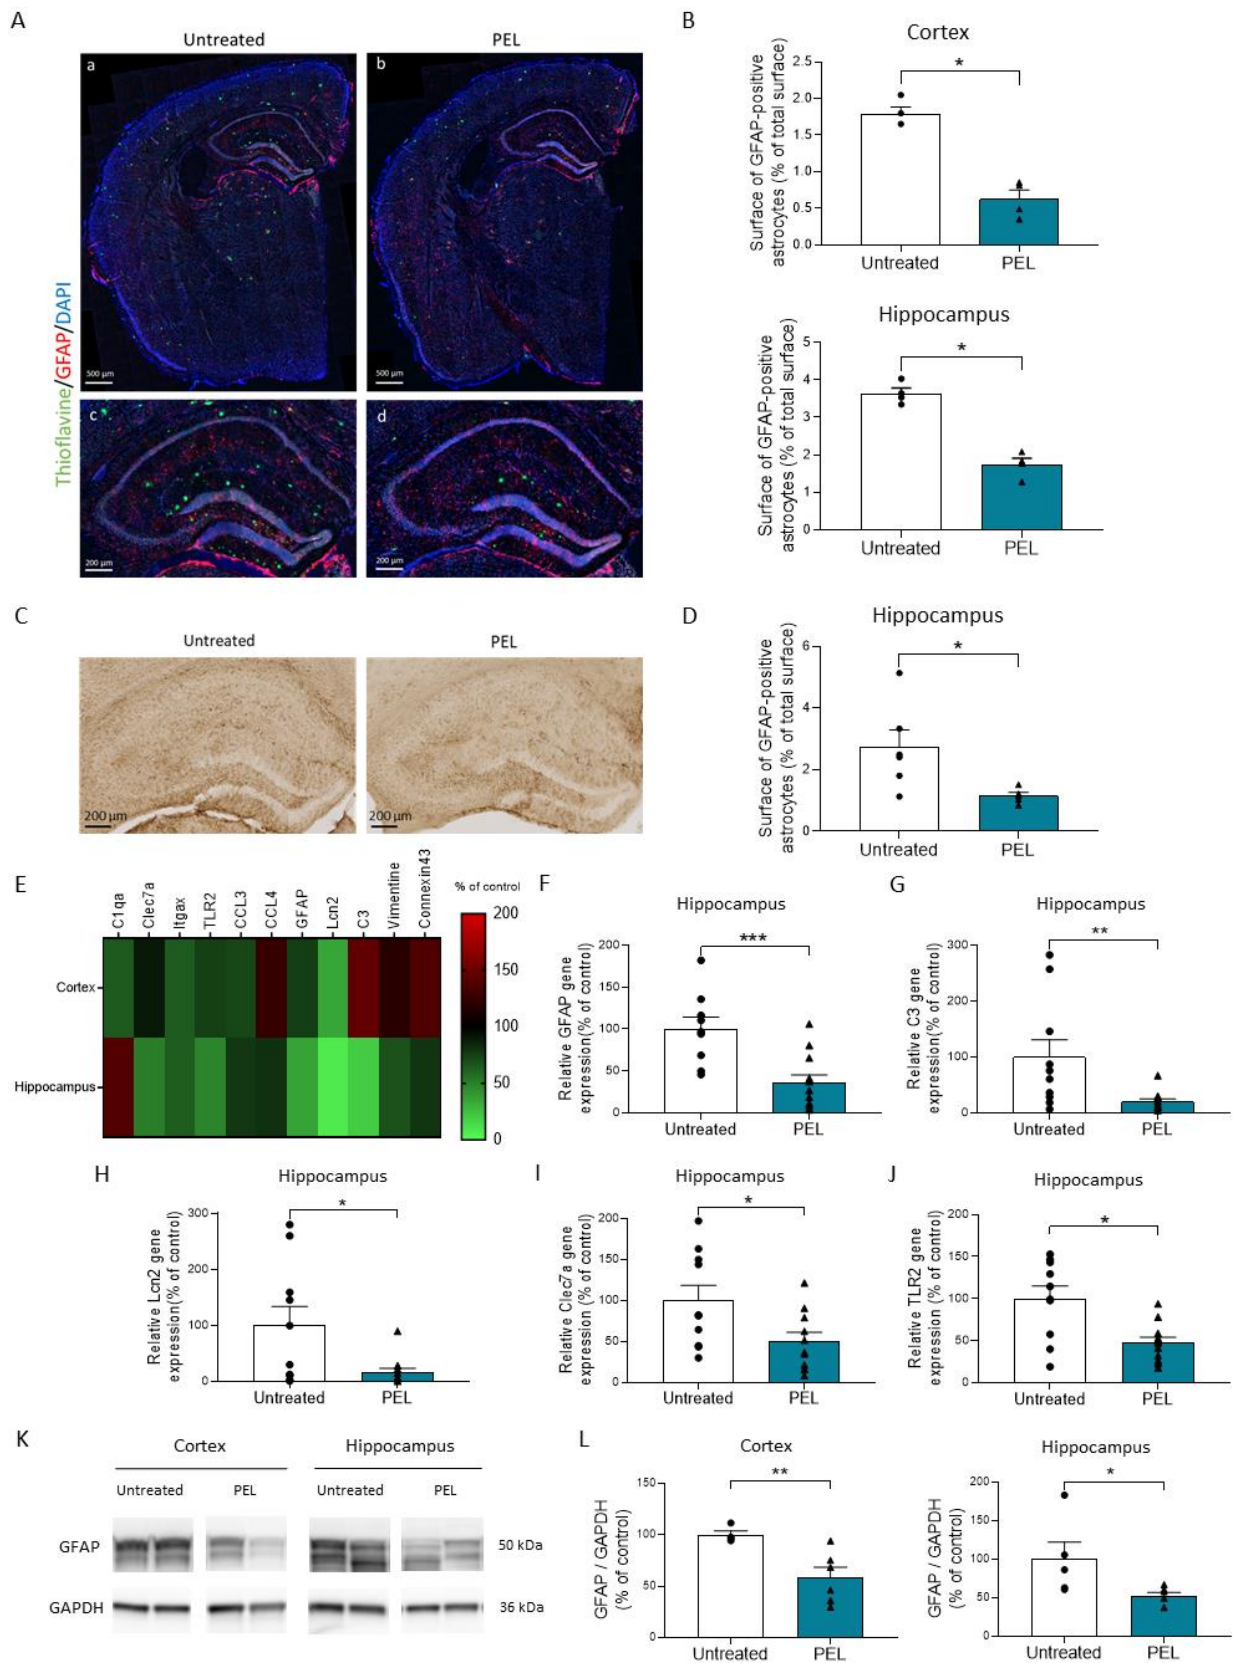 A
Untreated
PEL
a
b
500 µm
500 µm
c
d
200 µm
200 µm
Thioflavine/GFAP/DAPI
B
Cortex
Surface of GFAP-positive
astrocytes (% of total surface)
2.5
2.0
1.5
1.0
0.5
0.0
*
Untreated
PEL
Hippocampus
Surface of GFAP-positive
astrocytes (% of total surface)
5
4
3
2
1
0
*
Untreated
PEL
C
Untreated
PEL
200 µm
200 µm
D
Hippocampus
Surface of GFAP-positive
astrocytes (% of total surface)
6
4
2
0
*
Untreated
PEL
E
C1qa
Clec7a
Itgax
TLR2
CCL3
CCL4
GFAP
Lcn2
C3
Vimentine
Connexin43
Cortex
Hippocampus
% of control
200
150
100
50
0
F
Hippocampus
Relative GFAP gene
expression(% of control)
200
150
100
50
0
***
Untreated
PEL
G
Hippocampus
Relative C3 gene
expression(% of control)
300
200
100
0
**
Untreated
PEL
H
Hippocampus
Relative Lcn2 gene
expression(% of control)
300
200
100
0
*
Untreated
PEL
I
Hippocampus
Relative Clec7a gene
expression (% of control)
200
150
100
50
0
*
Untreated
PEL
J
Hippocampus
Relative TLR2 gene
expression (% of control)
200
150
100
50
0
*
Untreated
PEL
K
Cortex
Hippocampus
Untreated
PEL
Untreated
PEL
GFAP
50 kDa
GAPDH
36 kDa
L
Cortex
GFAP / GAPDH
(% of control)
150
100
50
0
**
Untreated
PEL
Hippocampus
GFAP / GAPDH
(% of control)
200
150
100
50
0
*
Untreated
PEL